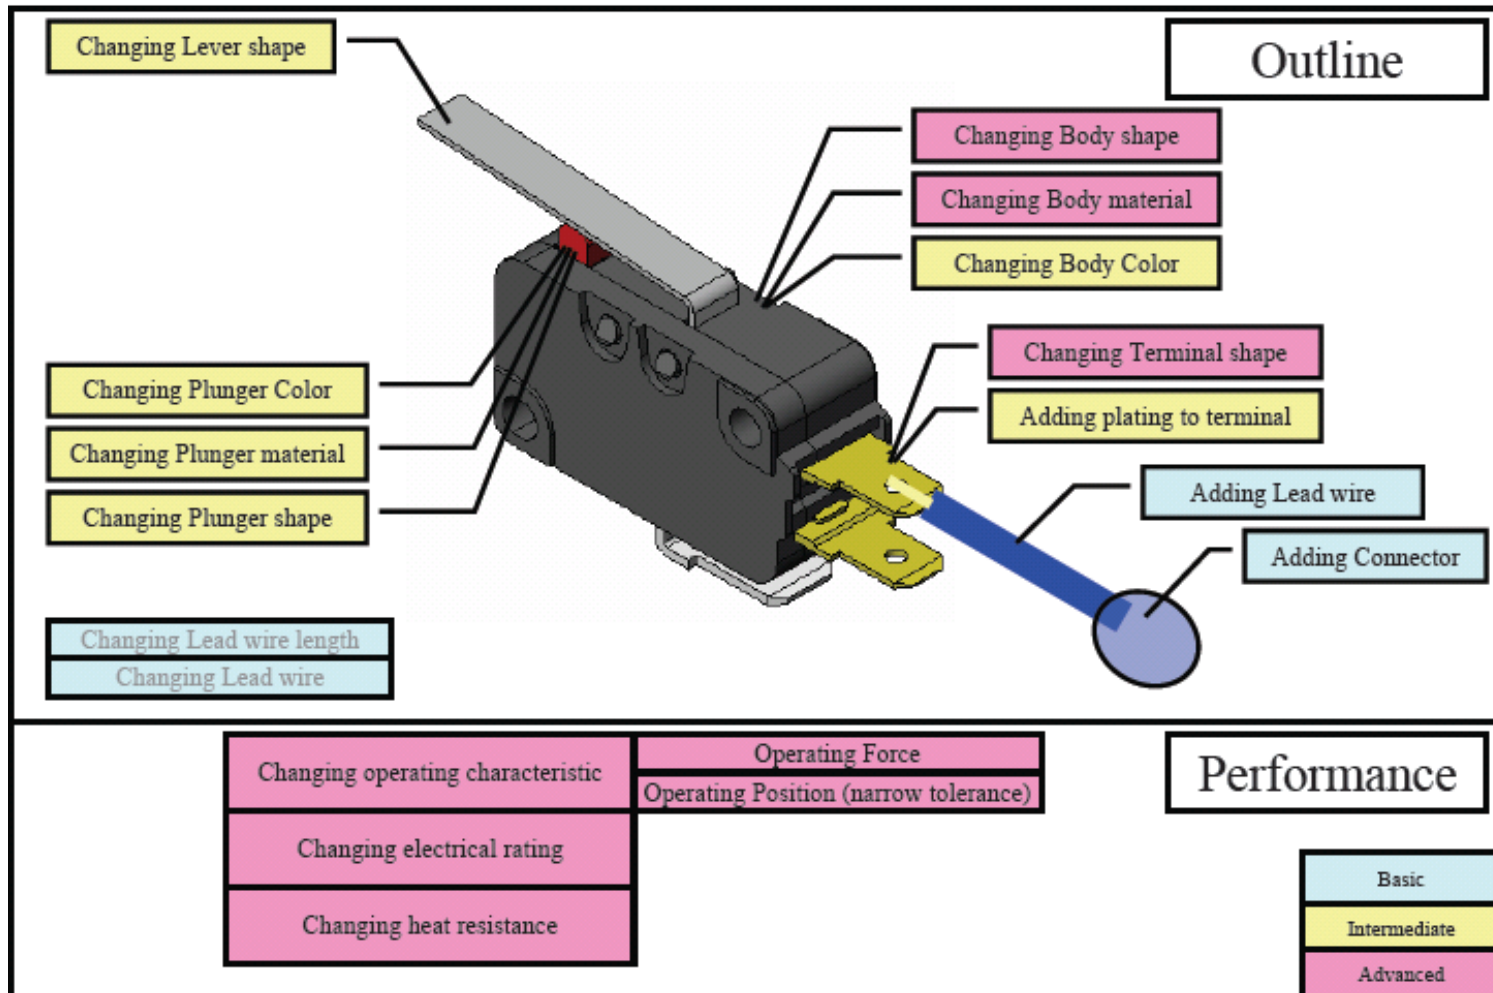 Changing Lever shape
Outline
Changing Body shape
Changing Body material
Changing Body Color
Changing Terminal shape
Changing Plunger Color
Adding plating to terminal
Changing Plunger material
Adding Lead wire
Changing Plunger shape
Adding Connector
Changing Lead wire length
Changing Lead wire
Changing operating characteristic
Operating Force
Operating Position (narrow tolerance)
Performance
Changing electrical rating
Changing heat resistance
Basic
Intermediate
Advanced